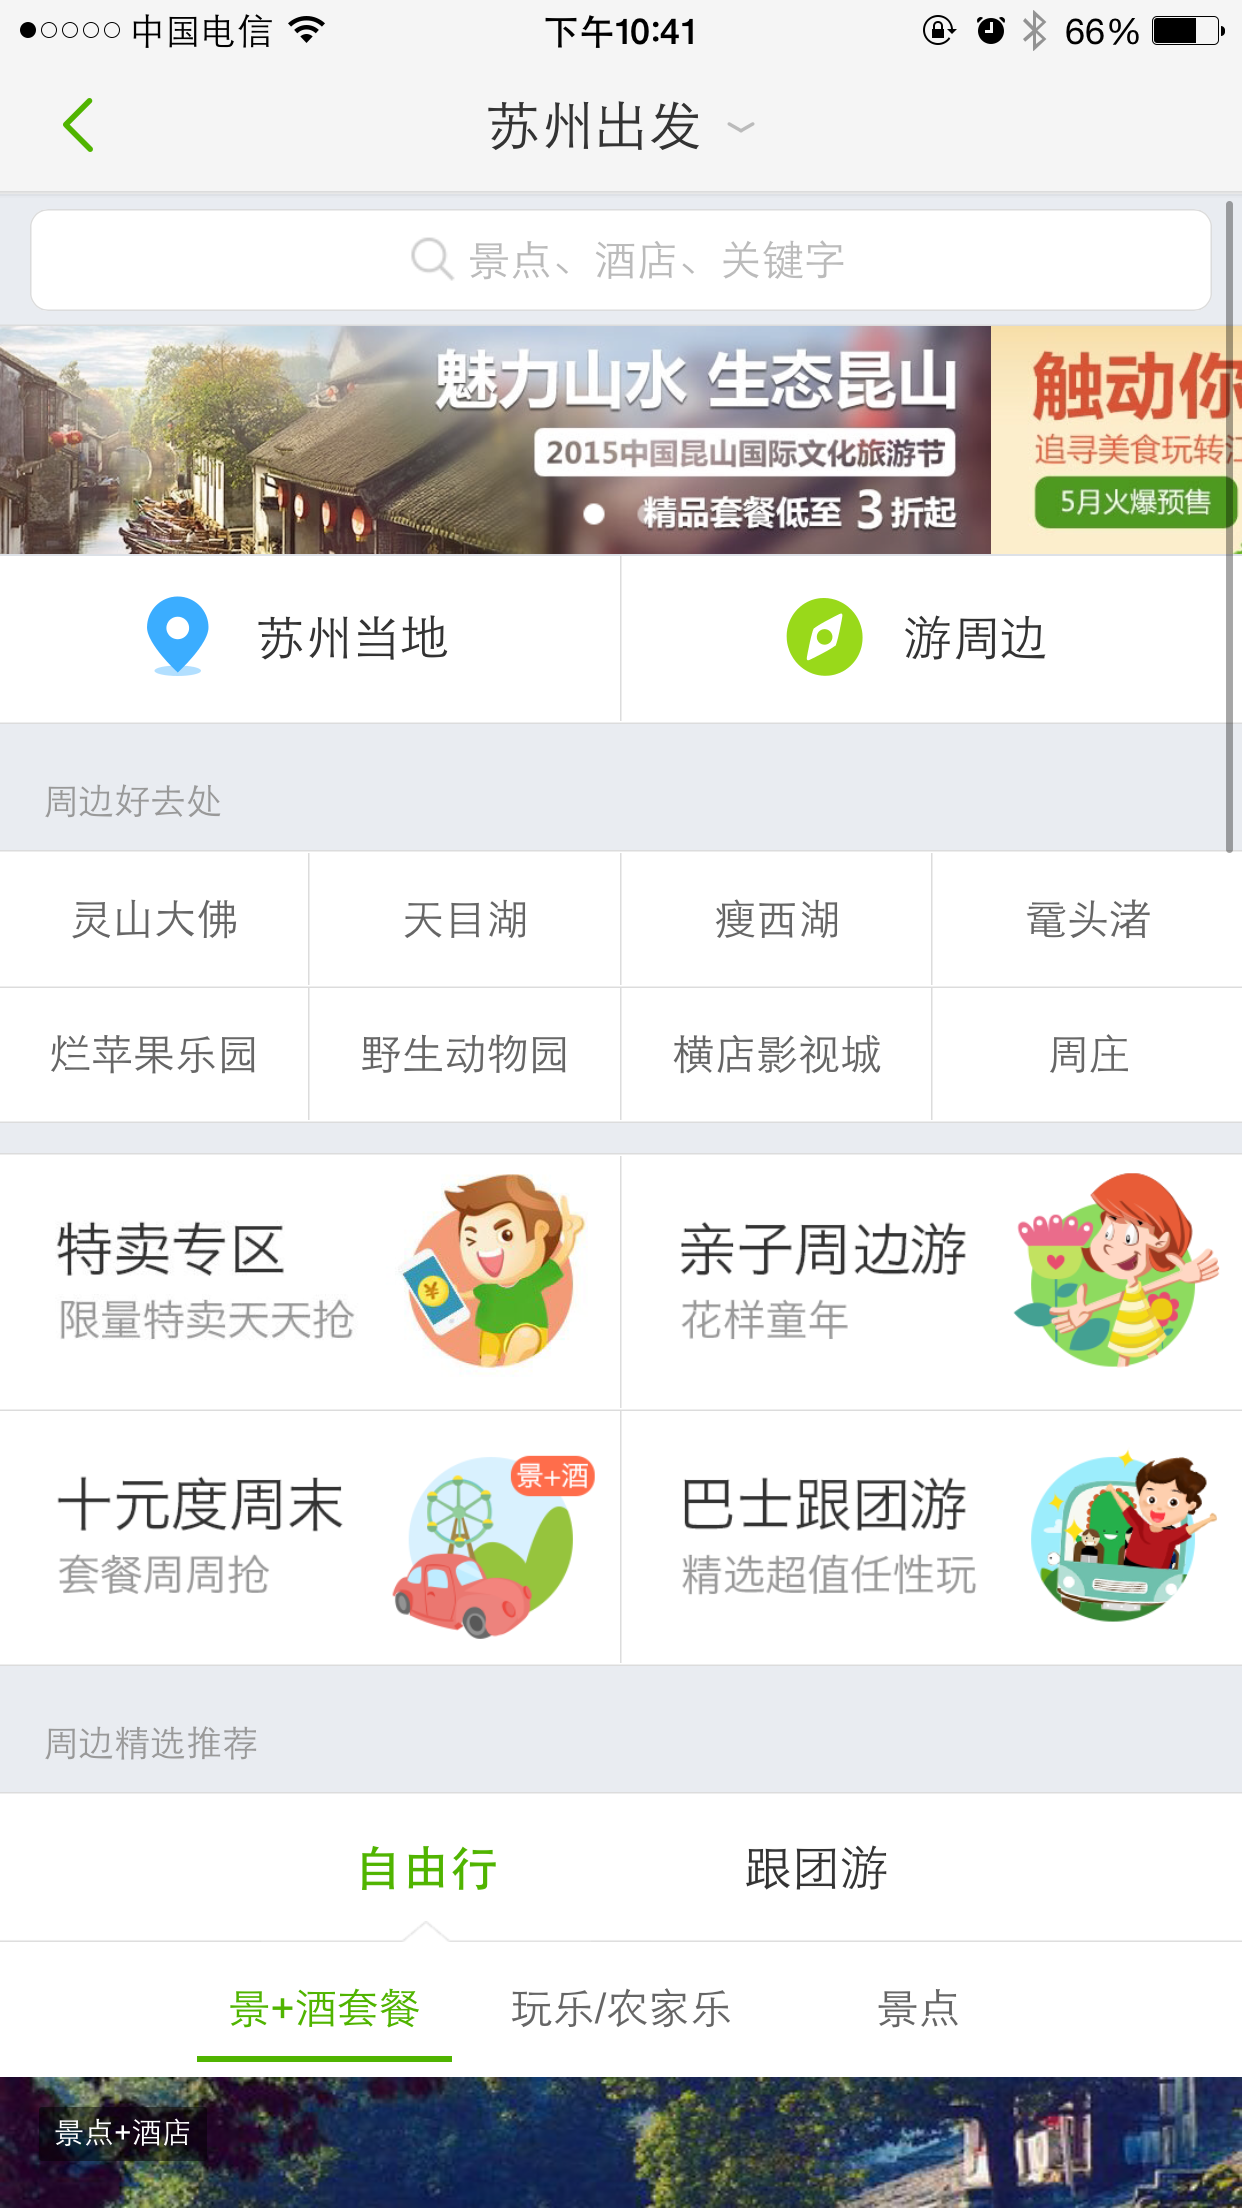 中国电信
下午10:41
66%
苏州出发
景点、酒店、关键字
魅力山水 生态昆山
2015中国昆山国际文化旅游节
精品套餐低至 3 折起
触动你
追寻美食玩转江
5月火爆预售
苏州当地
游周边
周边好去处
灵山大佛
天目湖
瘦西湖
鼋头渚
烂苹果乐园
野生动物园
横店影视城
周庄
特卖专区
限量特卖天天抢
¥
亲子周边游
花样童年
十元度周末
套餐周周抢
景+酒
巴士跟团游
精选超值任性玩
周边精选推荐
自由行
跟团游
景+酒套餐
玩乐/农家乐
景点
景点+酒店